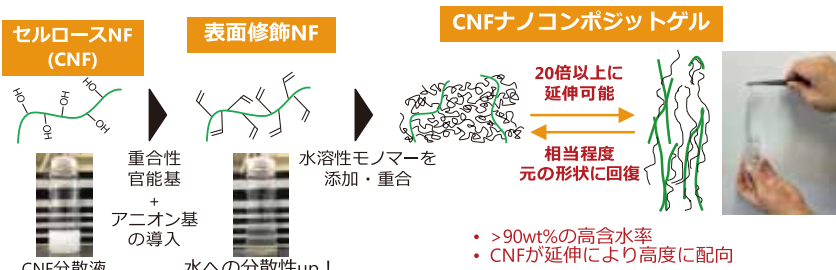 セルロースNF
(CNF)
表面修飾NF
CNFナノコンポジットゲル
HO
HO
HO
OH
OH
重合性
官能基
+
アニオン基
の導入
水溶性モノマーを
添加・重合
20倍以上に
延伸可能
相当程度
元の形状に回復
CNF分散液
水への分散性up！
• >90wt%の高含水率
• CNFが延伸により高度に配向